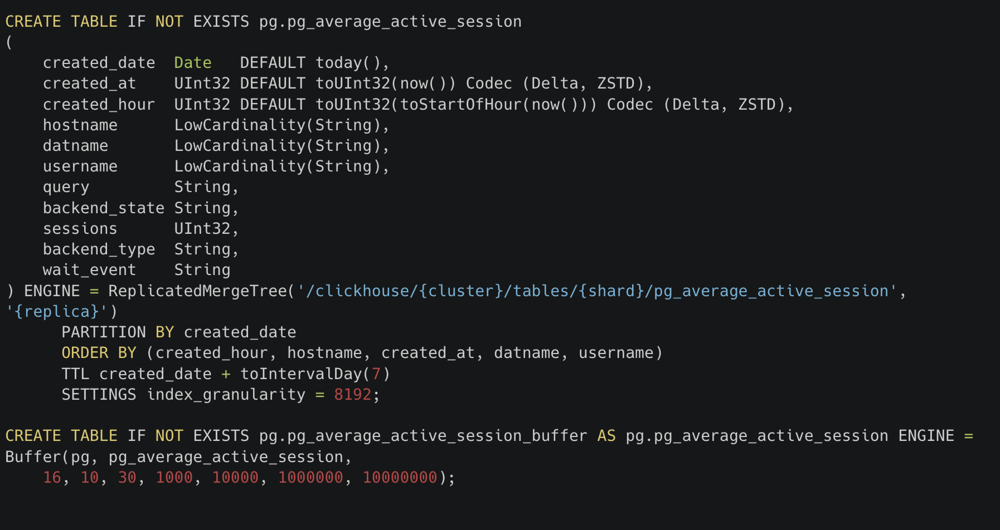 CREATE TABLE IF NOT EXISTS pg.pg_average_active_session
(
    created_date  Date   DEFAULT today(),
    created_at    UInt32 DEFAULT toUInt32(now()) Codec (Delta, ZSTD),
    created_hour  UInt32 DEFAULT toUInt32(toStartOfHour(now())) Codec (Delta, ZSTD),
    hostname      LowCardinality(String),
    datname       LowCardinality(String),
    username      LowCardinality(String),
    query         String,
    backend_state String,
    sessions      UInt32,
    backend_type  String,
    wait_event    String
) ENGINE = ReplicatedMergeTree('/clickhouse/{cluster}/tables/{shard}/pg_average_active_session',
'{replica}')
      PARTITION BY created_date
      ORDER BY (created_hour, hostname, created_at, datname, username)
      TTL created_date + toIntervalDay(7)
      SETTINGS index_granularity = 8192;

CREATE TABLE IF NOT EXISTS pg.pg_average_active_session_buffer AS pg.pg_average_active_session ENGINE =
Buffer(pg, pg_average_active_session,
    16, 10, 30, 1000, 10000, 1000000, 10000000);